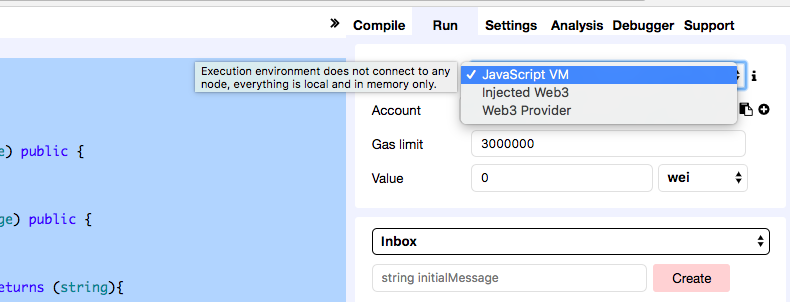 » Compile Run Settings Analysis Debugger Support
Execution environment does not connect to any
node, everything is local and in memory only.
✓ JavaScript VM
Injected Web3
Web3 Provider
i
Account
Gas limit 3000000
Value 0 wei
e) public {
ge) public {
eturns (string){
Inbox
string initialMessage Create